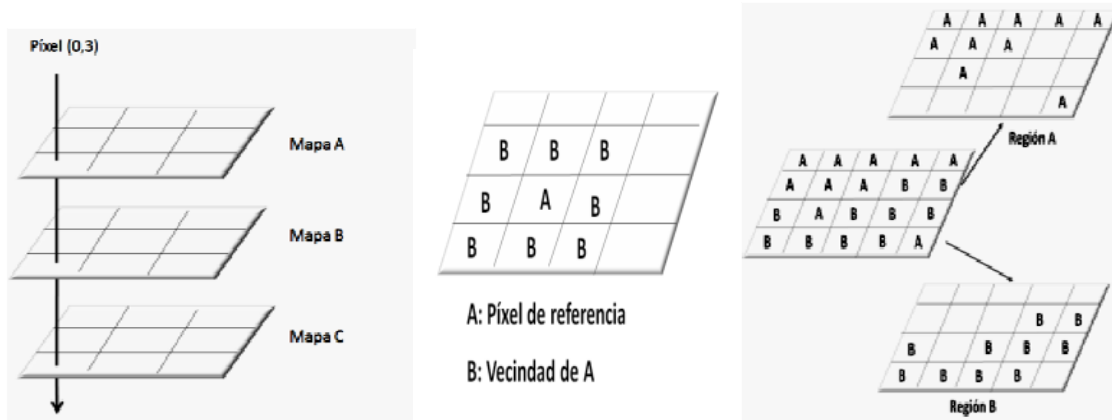 Píxel (0,3)
Mapa A
Mapa B
Mapa C
B B B
B A B
B B B
A: Píxel de referencia
B: Vecindad de A
A A A A A
A A A
A
A
Región A
A A A A A
A A A B B
B A B B B
B B B B A
B B
B B B B
B B B B
Región B